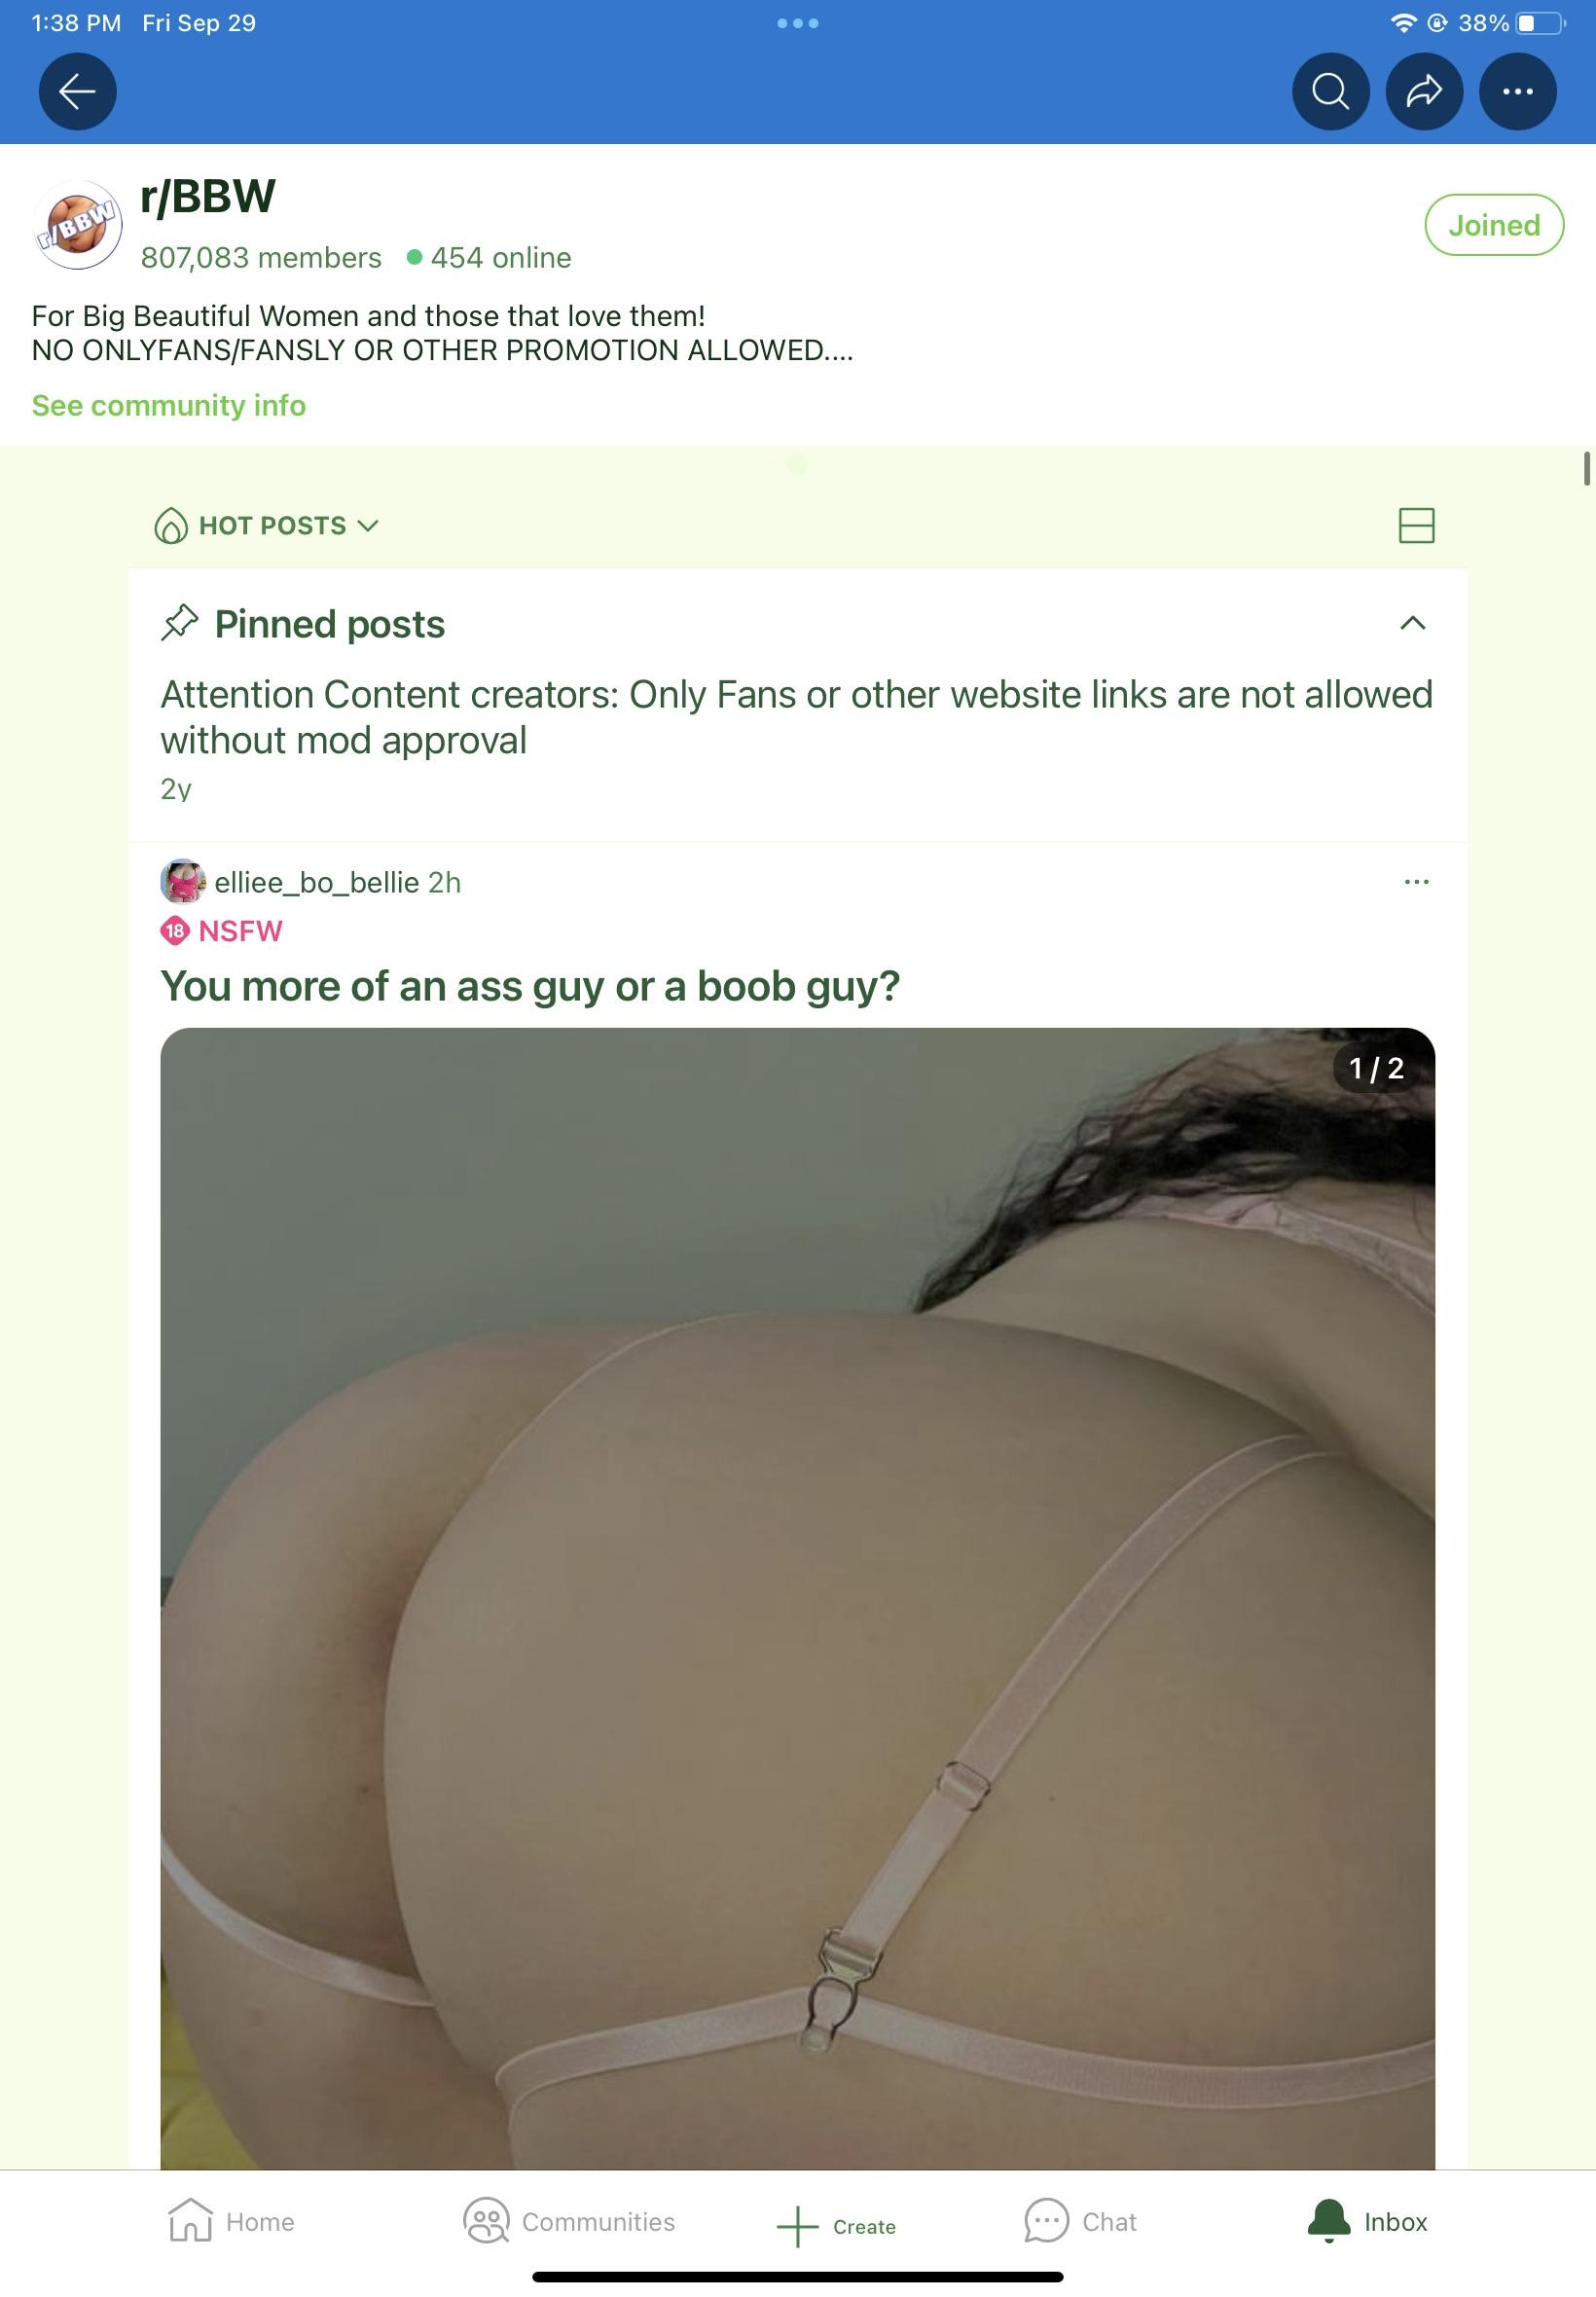 1:38 PM Fri Sep 29
38%
r/BBW
r/BBW
807,083 members 454 online
Joined
For Big Beautiful Women and those that love them!
NO ONLYFANS/FANSLY OR OTHER PROMOTION ALLOWED....
See community info
HOT POSTS
Pinned posts
Attention Content creators: Only Fans or other website links are not allowed
without mod approval
2y
elliee_bo_bellie 2h
18 NSFW
You more of an ass guy or a boob guy?
1/2
Home
Communities
Create
Chat
Inbox